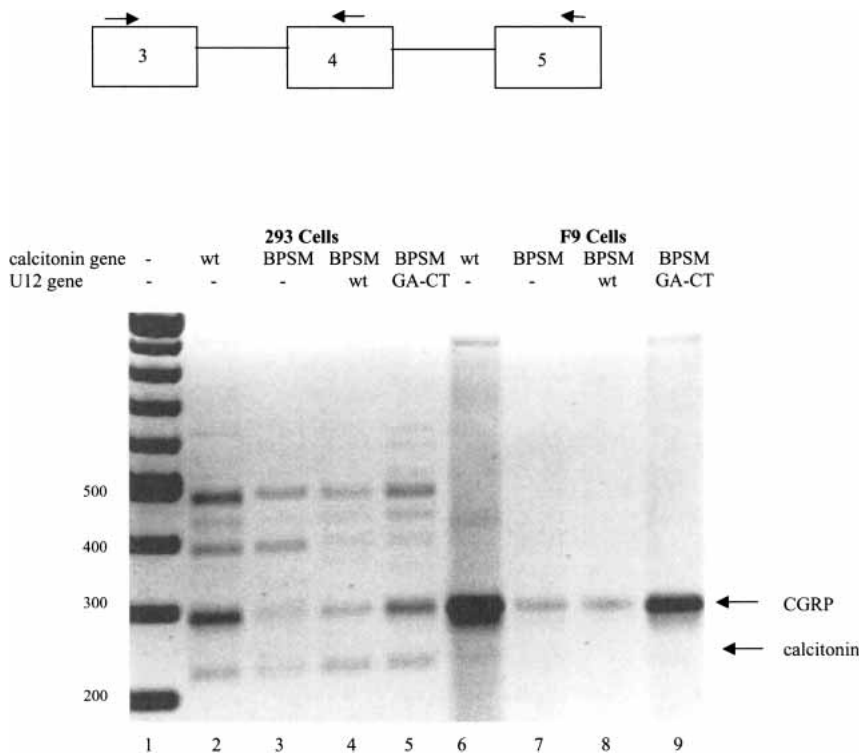 3 4 5
293 Cells F9 Cells
calcitonin gene - wt BPSM BPSM BPSM wt BPSM BPSM BPSM
U12 gene - - wt GA-CT - - wt GA-CT
500
400
300
CGRP
calcitonin
200
1 2 3 4 5 6 7 8 9